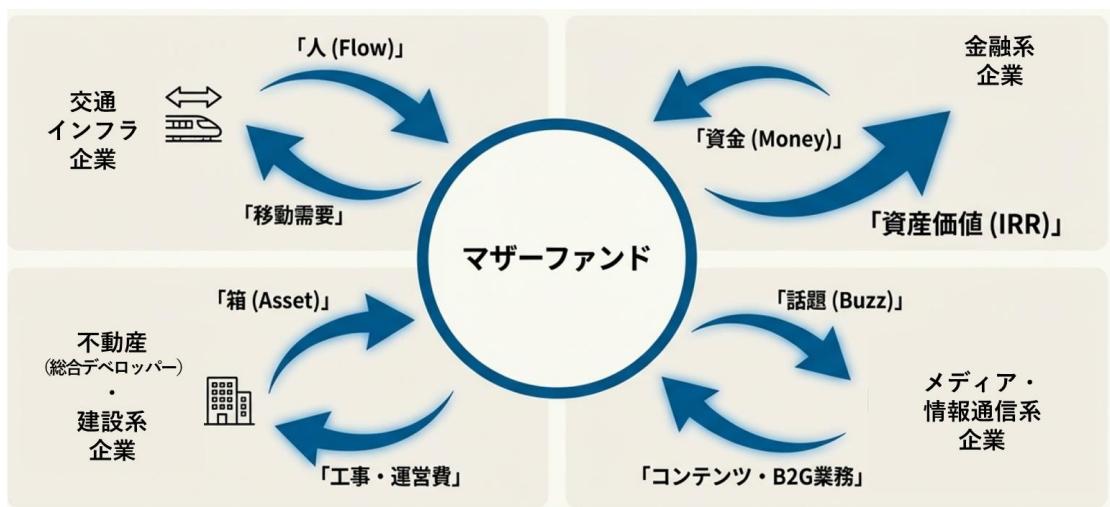 「人 (Flow)」
交通
インフラ
企業
「移動需要」
金融系
企業
「資金 (Money)」
「資産価値 (IRR)」
マザーファンド
「箱 (Asset)」
不動産
（総合デベロッパー）
・
建設系
企業
「工事・運営費」
「話題 (Buzz)」
メディア・
情報通信系
企業
「コンテンツ・B2G業務」